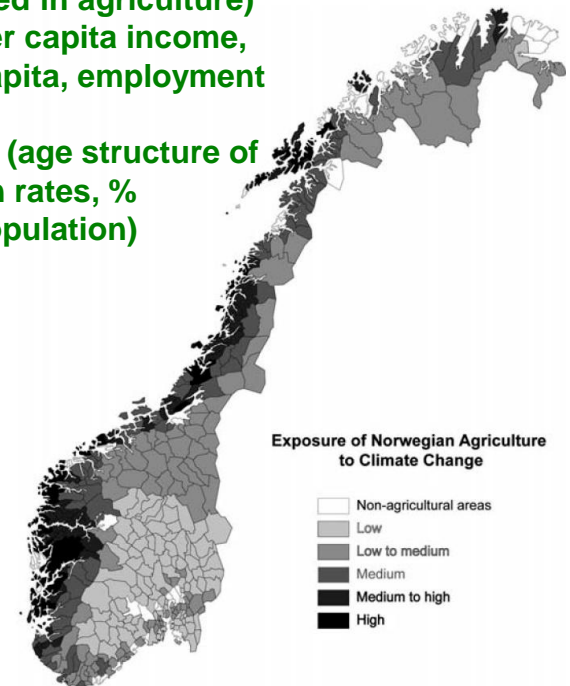 ed in agriculture)
er capita income,
apita, employment
(age structure of
n rates, %
opulation)
Exposure of Norwegian Agriculture
to Climate Change
Non-agricultural areas
Low
Low to medium
Medium
Medium to high
High